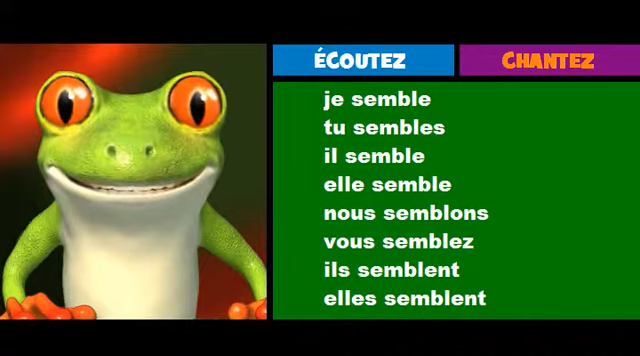 ÉCOUTEZ
CHANTEZ
je semble
tu sembles
il semble
elle semble
nous semblons
vous semblez
ils semblent
elles semblent